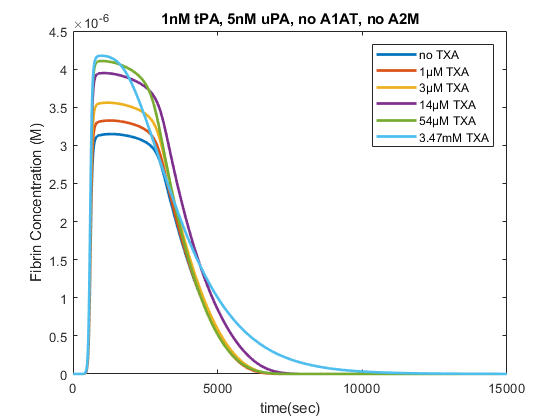 1nM tPA, 5nM uPA, no A1AT, no A2M
×10⁻⁶
4.5
4
3.5
3
2.5
2
1.5
1
0.5
0
Fibrin Concentration (M)
no TXA
1µM TXA
3µM TXA
14µM TXA
54µM TXA
3.47mM TXA
0
5000
10000
15000
time(sec)